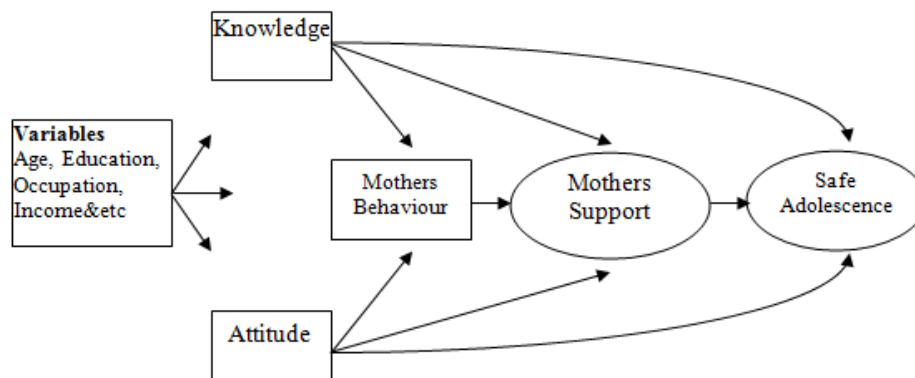 Knowledge
Variables
Age, Education,
Occupation,
Income&etc
Mothers
Behaviour
Mothers
Support
Safe
Adolescence
Attitude